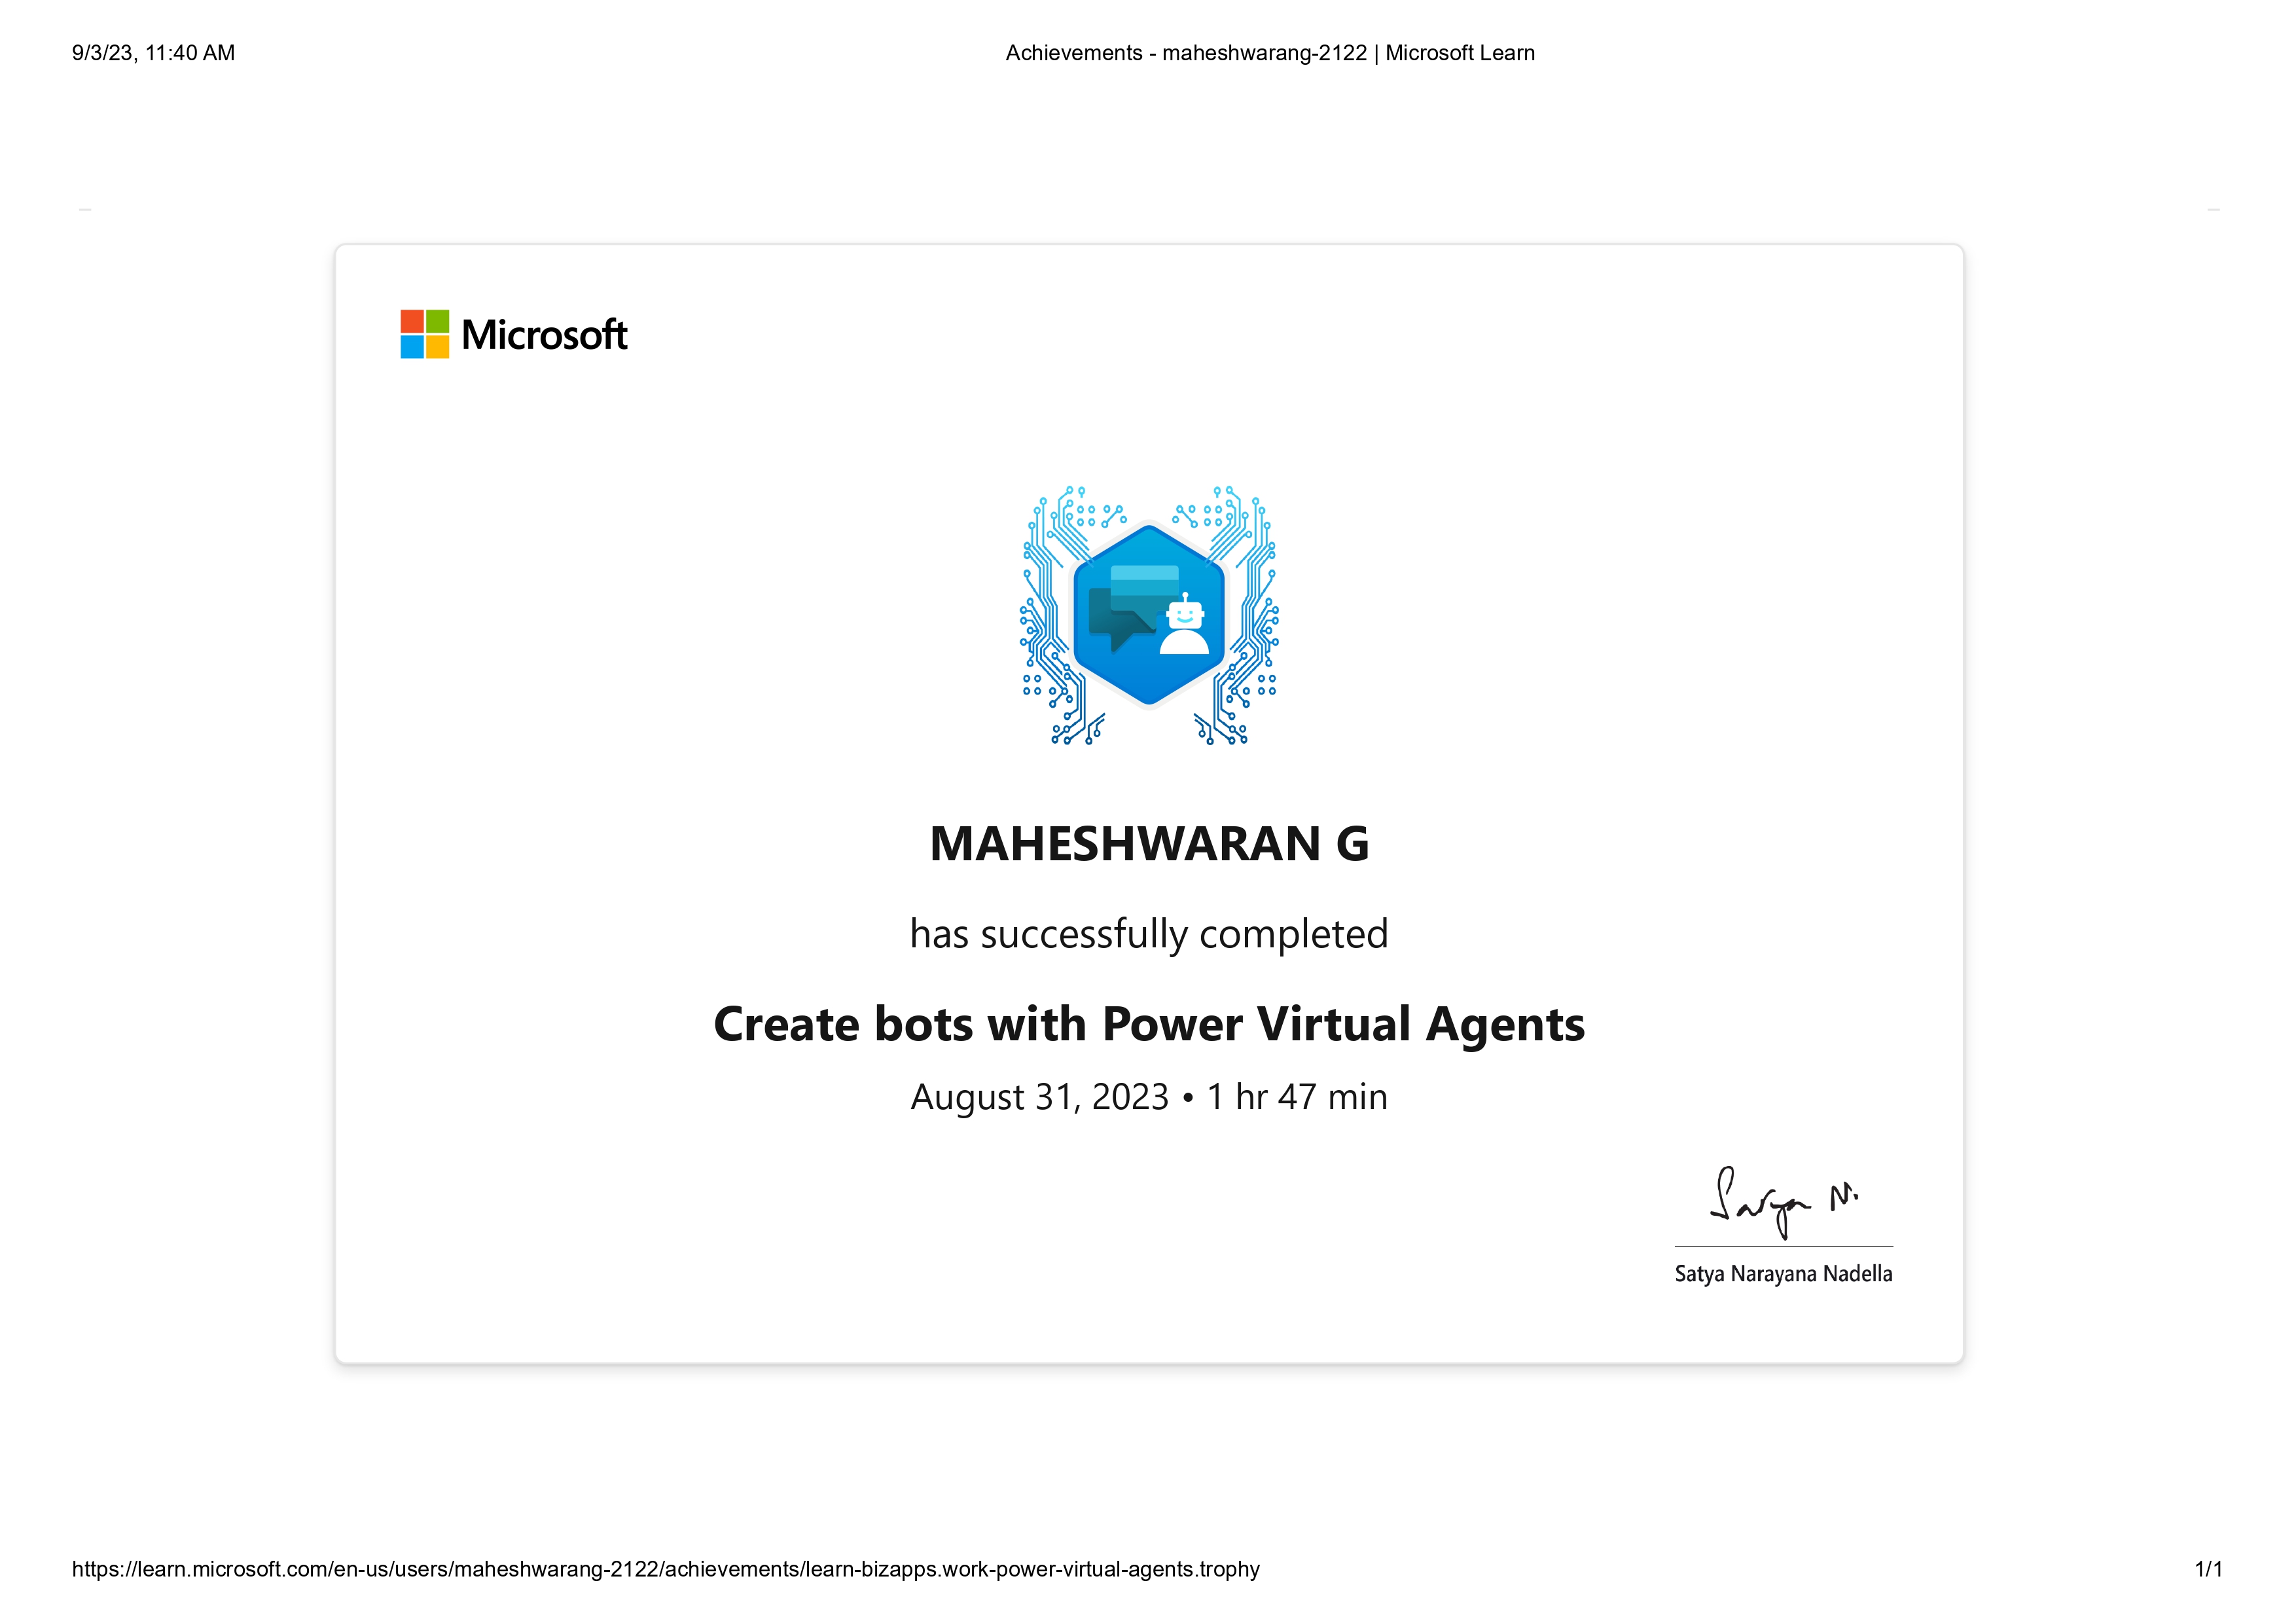 9/3/23, 11:40 AM
Achievements - maheshwarang-2122 | Microsoft Learn
Microsoft
MAHESHWARAN G
has successfully completed
Create bots with Power Virtual Agents
August 31, 2023 • 1 hr 47 min
Satya N.
Satya Narayana Nadella
https://learn.microsoft.com/en-us/users/maheshwarang-2122/achievements/learn-bizapps.work-power-virtual-agents.trophy
1/1